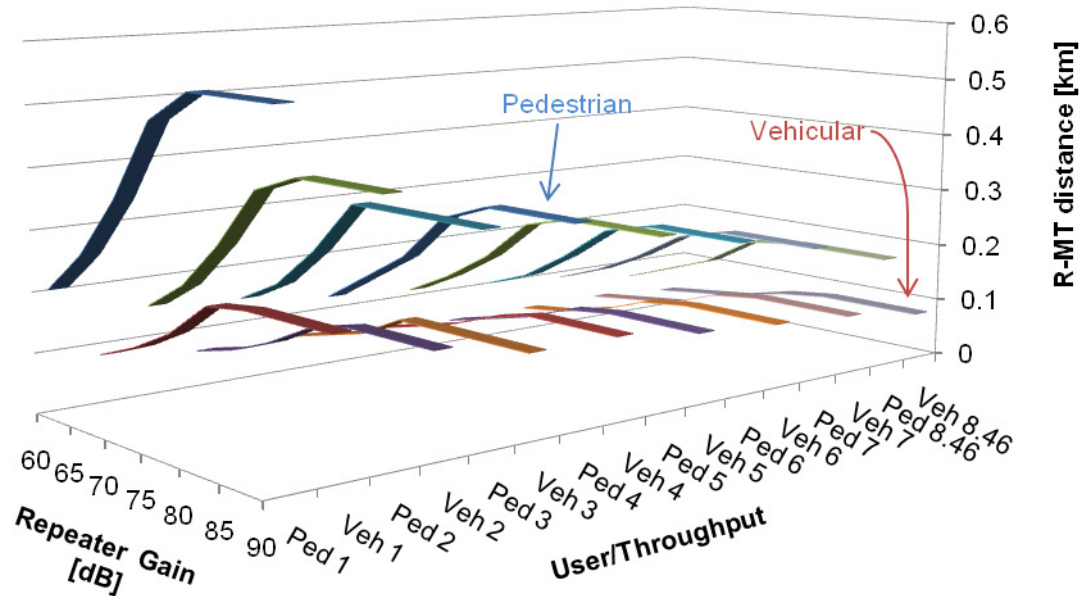 0.6
0.5
0.4
0.3
0.2
0.1
0
R-MT distance [km]
Pedestrian
Vehicular
60
65
70
75
80
85
90
Repeater Gain
[dB]
Ped 1
Veh 1
Ped 2
Veh 2
Ped 3
Veh 3
Ped 4
Veh 4
Ped 5
Veh 5
Ped 6
Veh 6
Ped 7
Veh 7
Ped 8.46
Veh 8.46
User/Throughput